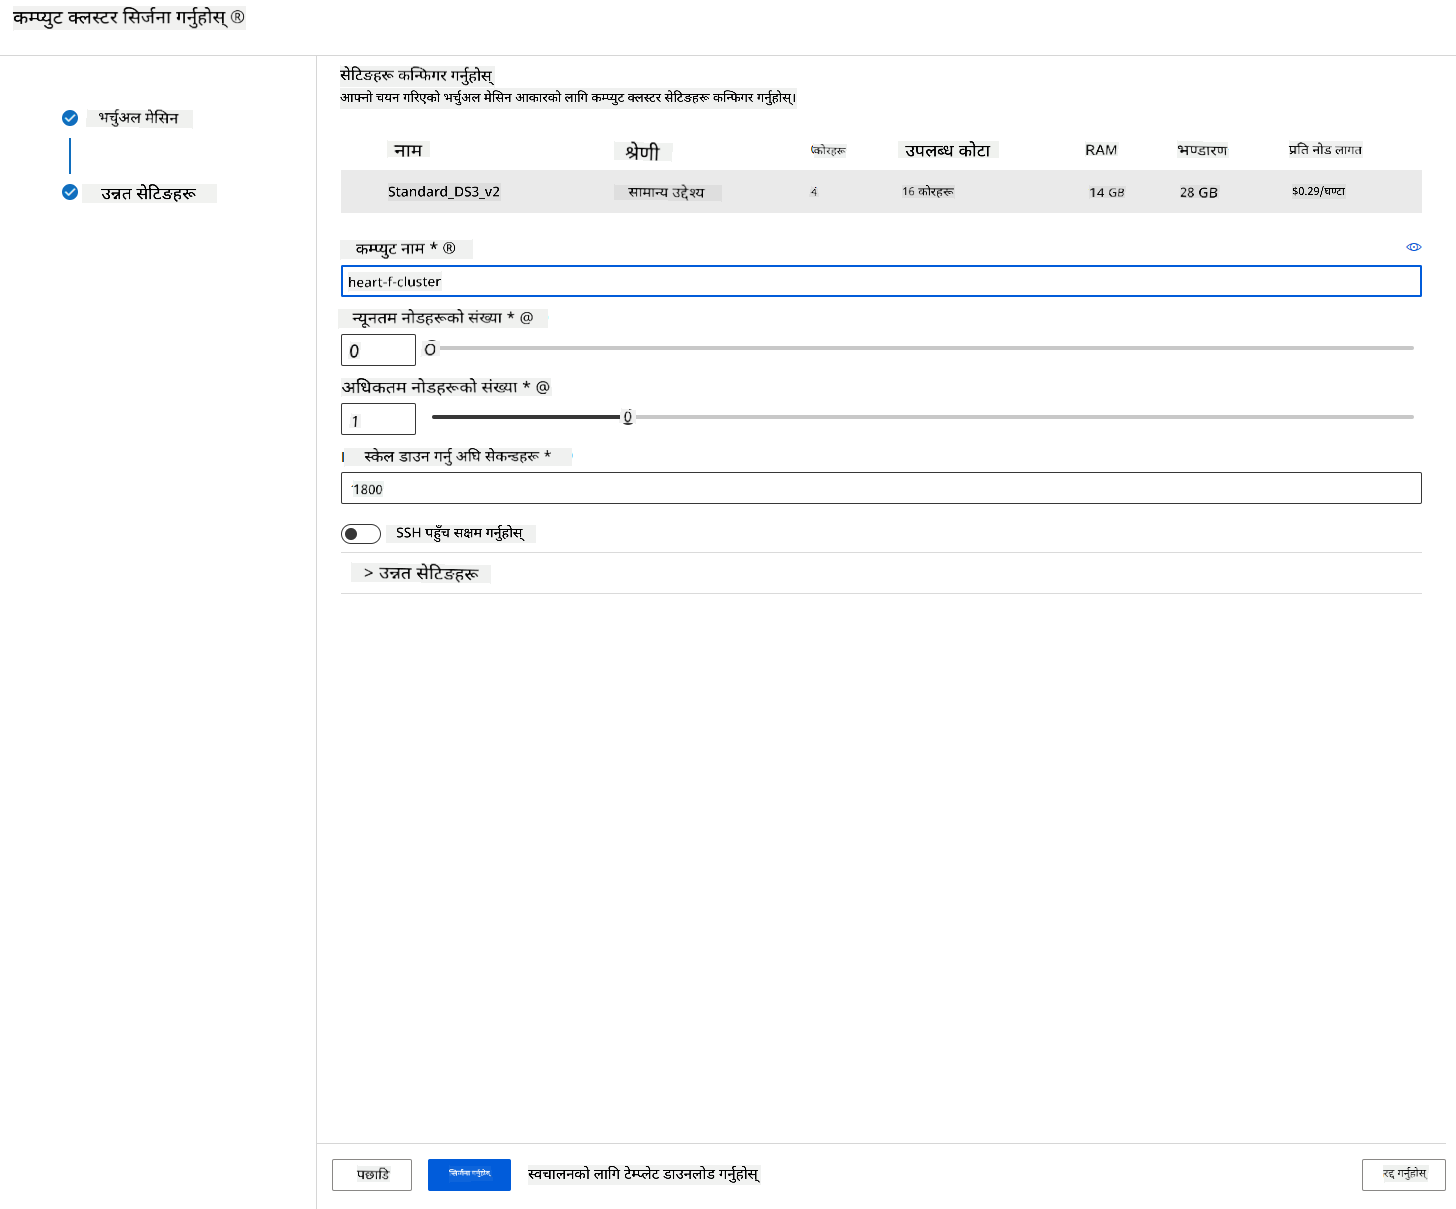 कम्प्युट क्लस्टर सिर्जना गर्नुहोस् ®
भर्चुअल मेसिन
उन्नत सेटिङहरू
सेटिङहरू कन्फिगर गर्नुहोस्
आफ्नो चयन गरिएको भर्चुअल मेसिन आकारको लागि कम्प्युट क्लस्टर सेटिङहरू कन्फिगर गर्नुहोस्।
नाम श्रेणी कोरहरू उपलब्ध कोटा RAM भण्डारण प्रति नोड लागत
Standard_DS3_v2 सामान्य उद्देश्य 4 16 कोरहरू 14 GB 28 GB $0.29/घण्टा
कम्प्युट नाम * ®
heart-f-cluster
न्यूनतम नोडहरूको संख्या * @
0
अधिकतम नोडहरूको संख्या * @
1
स्केल डाउन गर्नु अघि सेकन्डहरू *
1800
SSH पहुँच सक्षम गर्नुहोस्
> उन्नत सेटिङहरू
पछाडि सिर्जना गर्नुहोस् स्वचालनको लागि टेम्प्लेट डाउनलोड गर्नुहोस् रद्द गर्नुहोस्